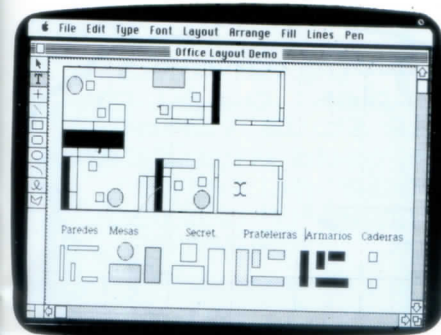 File Edit Type Font Layout Arrange Fill Lines Pen
Office Layout Demo
T
Paredes Mesas Secret. Prateleiras Armarios Cadeiras